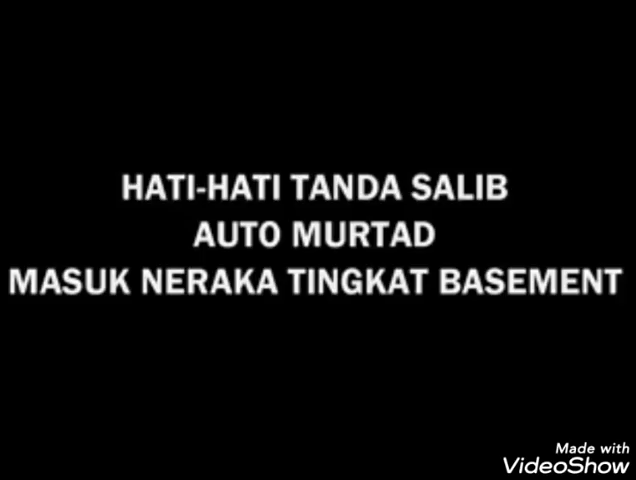 HATI-HATI TANDA SALIB
AUTO MURTAD
MASUK NERAKA TINGKAT BASEMENT
Made with
VideoShow